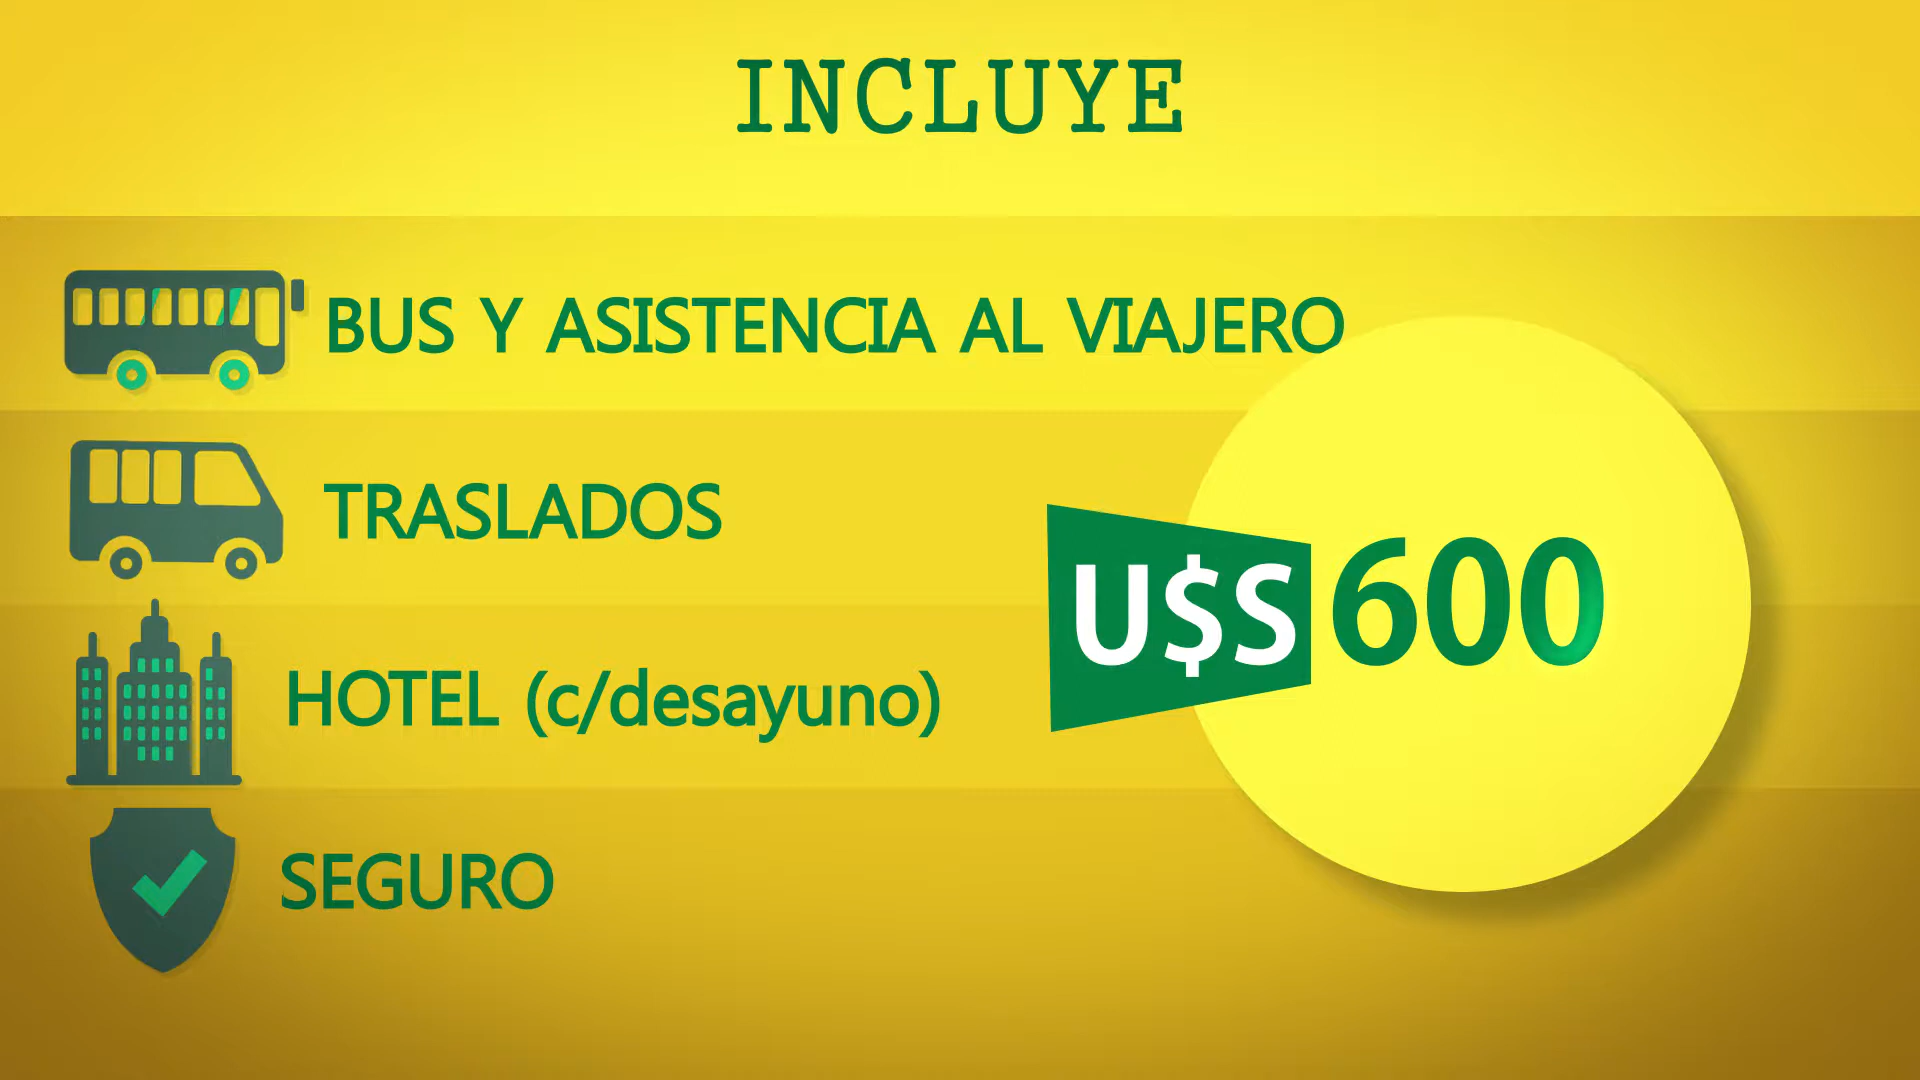 INCLUYE
BUS Y ASISTENCIA AL VIAJERO
TRASLADOS
U$S 600
HOTEL (c/desayuno)
SEGURO